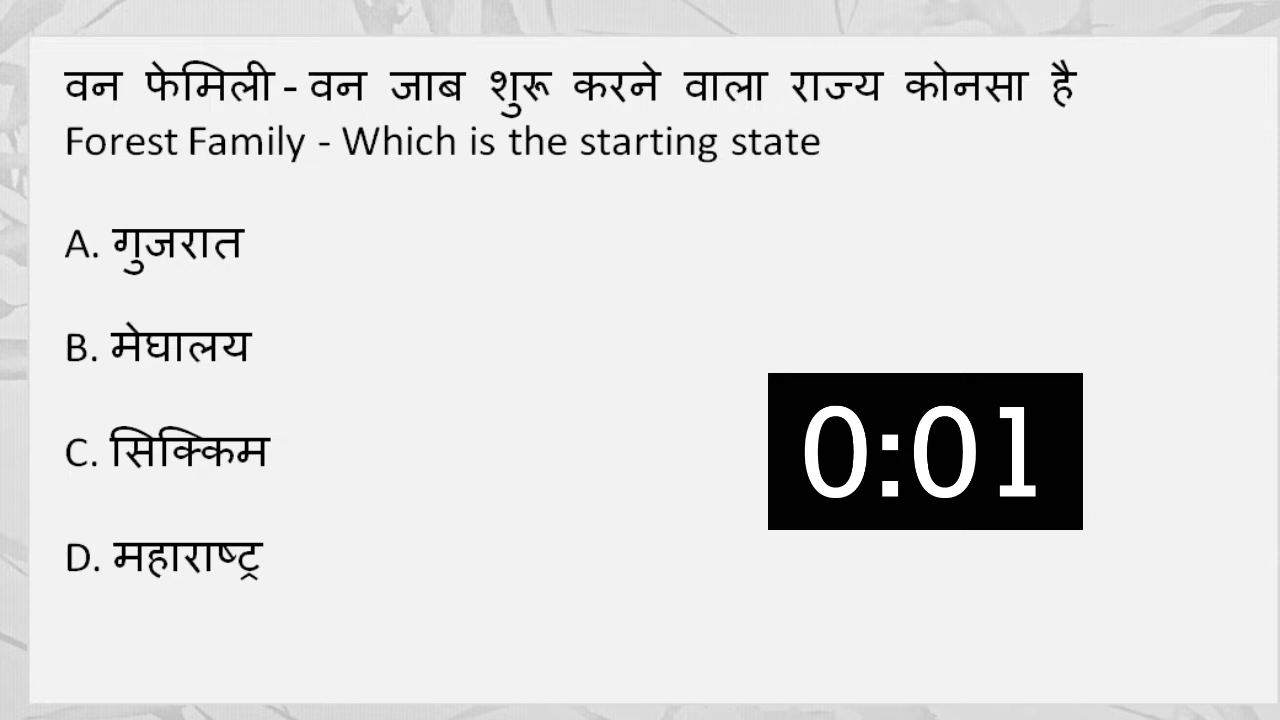 वन फेमिली - वन जाब शुरू करने वाला राज्य कोनसा है
Forest Family - Which is the starting state
A. गुजरात
B. मेघालय
C. सिक्किम
D. महाराष्ट्र
0:01